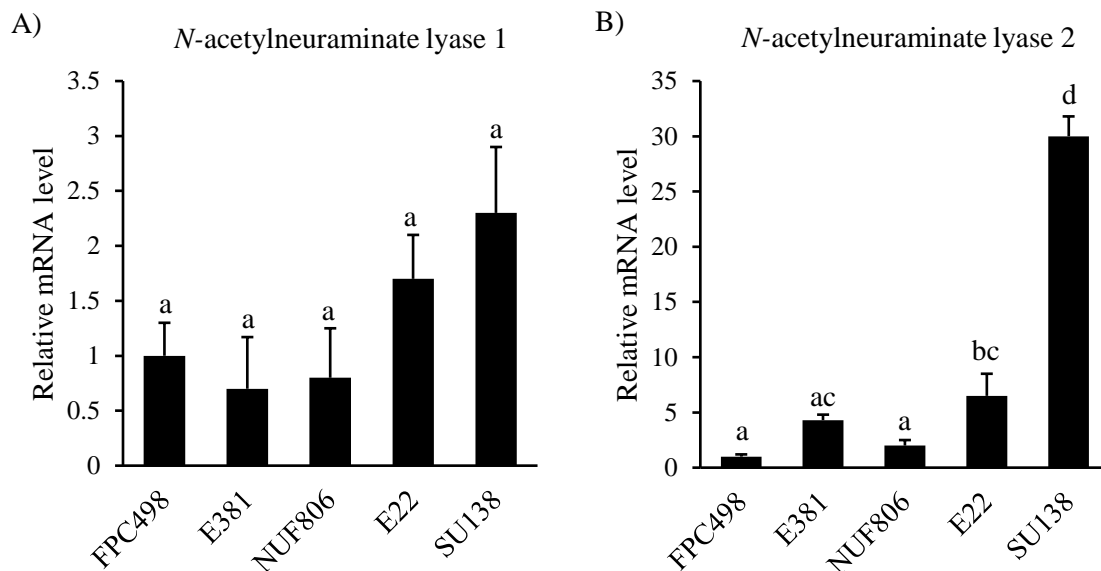 A)
N-acetylneuraminate lyase 1
Relative mRNA level
3.5
3
2.5
2
1.5
1
0.5
0
a
a
a
a
a
FPC498
E381
NUF806
E22
SU138
B)
N-acetylneuraminate lyase 2
Relative mRNA level
35
30
25
20
15
10
5
0
a
ac
a
bc
d
FPC498
E381
NUF806
E22
SU138